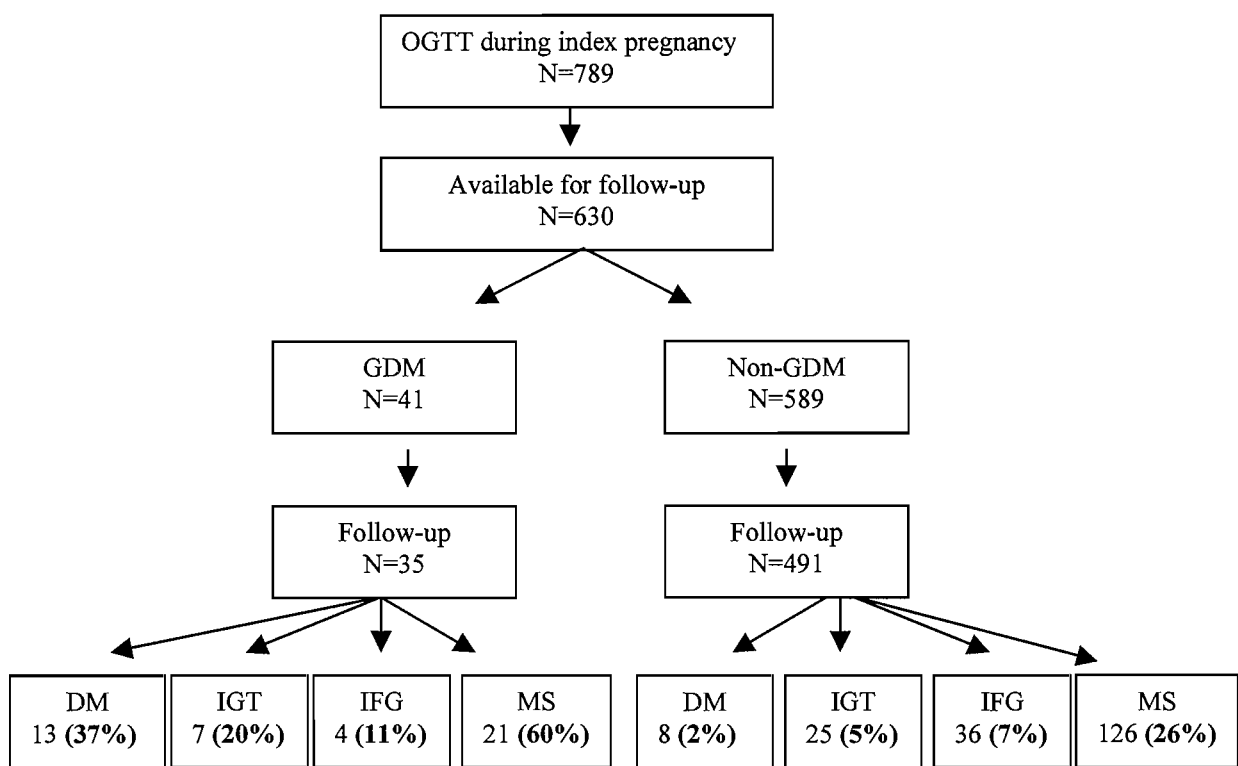 OGTT during index pregnancy
N=789
Available for follow-up
N=630
GDM
N=41
Non-GDM
N=589
Follow-up
N=35
Follow-up
N=491
DM
13 (37%)
IGT
7 (20%)
IFG
4 (11%)
MS
21 (60%)
DM
8 (2%)
IGT
25 (5%)
IFG
36 (7%)
MS
126 (26%)